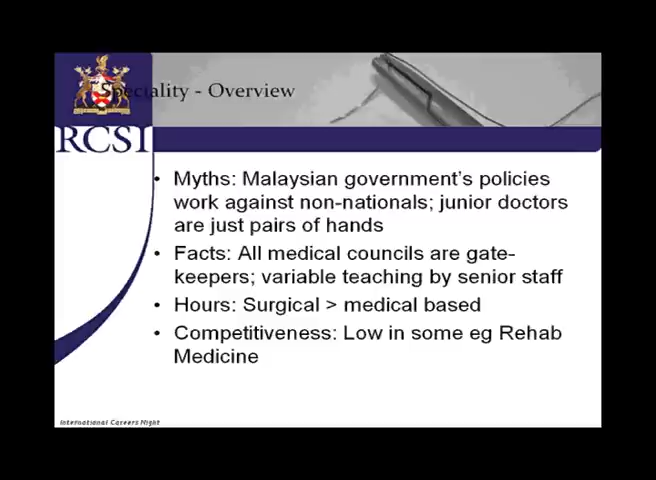 Speciality - Overview
RCSI
• Myths: Malaysian government's policies
work against non-nationals; junior doctors
are just pairs of hands
• Facts: All medical councils are gate-
keepers; variable teaching by senior staff
• Hours: Surgical > medical based
• Competitiveness: Low in some eg Rehab
Medicine
International Careers Night